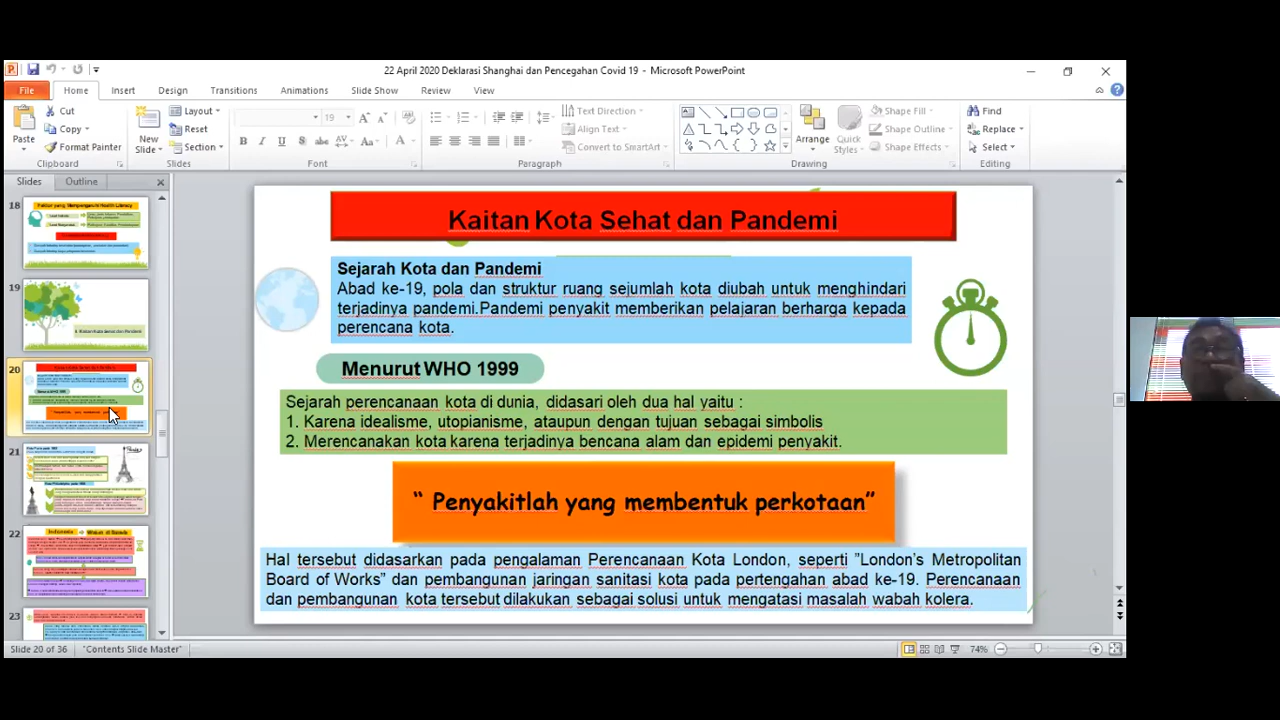 22 April 2020 Deklarasi Shanghai dan Pencegahan Covid 19 - Microsoft PowerPoint
File Home Insert Design Transitions Animations Slide Show Review View
Cut
Copy
Format Painter
Paste
Clipboard
New
Slide
Layout
Reset
Section
Slides
19
Font
Text Direction
Align Text
Convert to SmartArt
Paragraph
Arrange
Quick
Styles
Shape Fill
Shape Outline
Shape Effects
Drawing
Find
Replace
Select
Editing
Slides Outline
18
19
20
21
22
23
Kaitan Kota Sehat dan Pandemi
Sejarah Kota dan Pandemi
Abad ke-19, pola dan struktur ruang sejumlah kota diubah untuk menghindari
terjadinya pandemi.Pandemi penyakit memberikan pelajaran berharga kepada
perencana kota.
Menurut WHO 1999
Sejarah perencanaan kota di dunia, didasari oleh dua hal yaitu :
1. Karena idealisme, utopianisme, ataupun dengan tujuan sebagai simbolis
2. Merencanakan kota karena terjadinya bencana alam dan epidemi penyakit.
“ Penyakitlah yang membentuk perkotaan”
Hal tersebut didasarkan pada pengalaman Perencanaan Kota London, seperti ”London’s Metropolitan
Board of Works” dan pembangunan jaringan sanitasi kota pada pertengahan abad ke-19. Perencanaan
dan pembangunan kota tersebut dilakukan sebagai solusi untuk mengatasi masalah wabah kolera
Slide 20 of 36 "Contents Slide Master" 74%